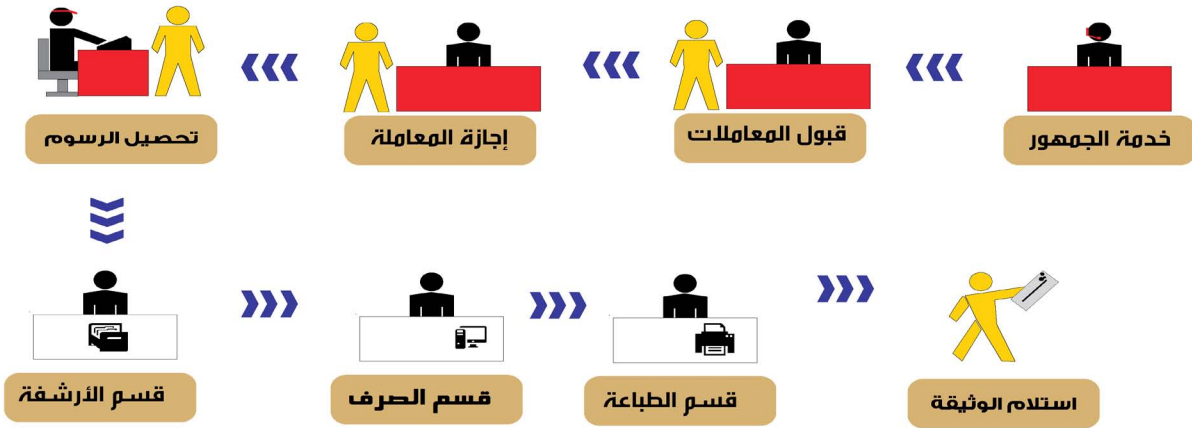 خدمة الجمهور
قبول المعاملات
إجازة المعاملة
تحصيل الرسوم
قسم الأرشفة
قسم الصرف
قسم الطباعة
استلام الوثيقة